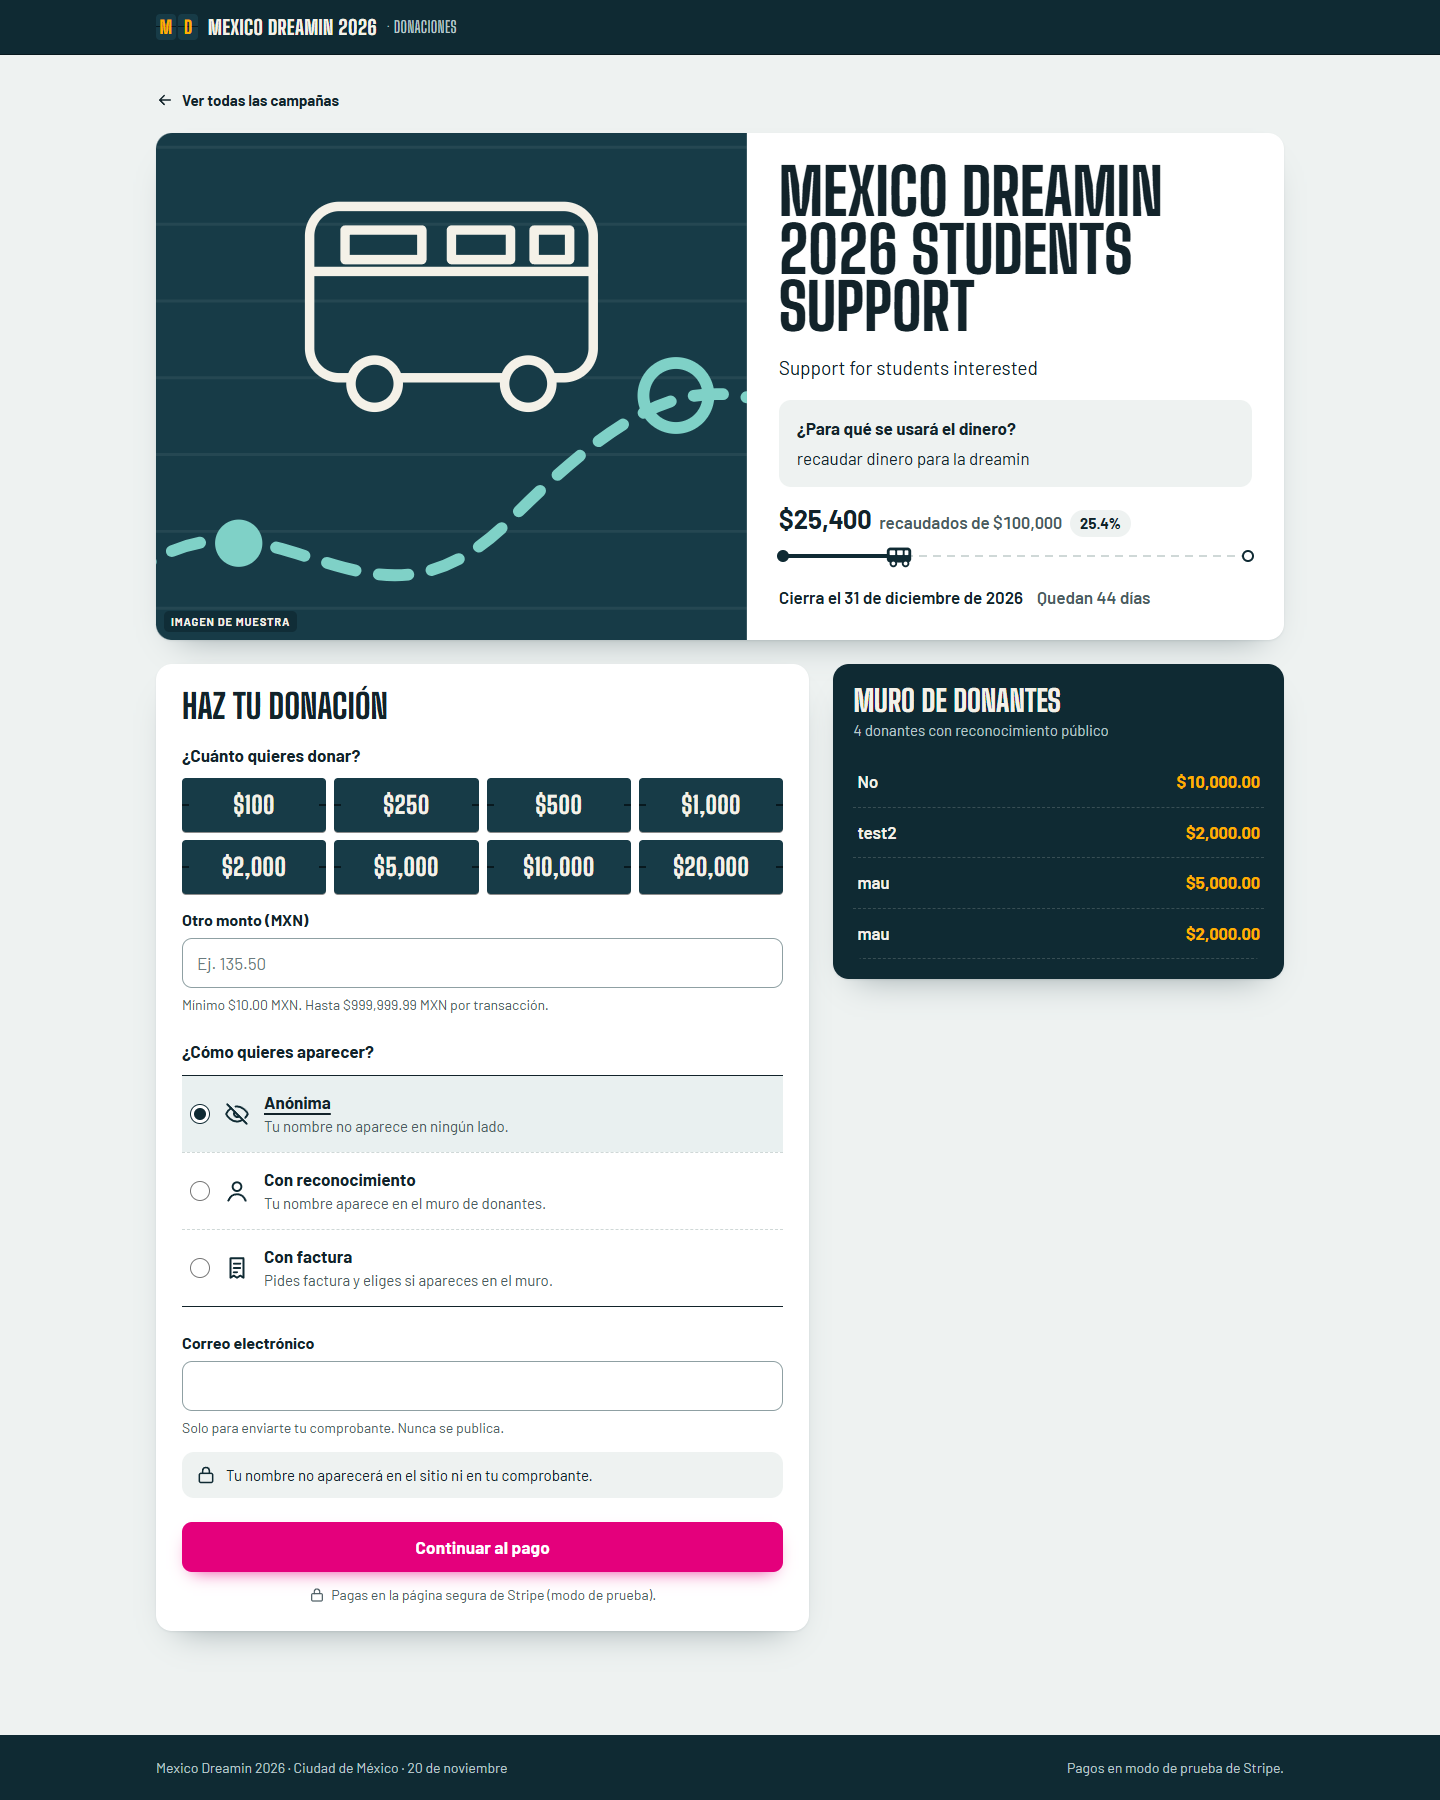 M D MEXICO DREAMIN 2026 · DONACIONES
← Ver todas las campañas
IMAGEN DE MUESTRA
MEXICO DREAMIN
2026 STUDENTS
SUPPORT
Support for students interested
¿Para qué se usará el dinero?
recaudar dinero para la dreamin
$25,400 recaudados de $100,000 25.4%
Cierra el 31 de diciembre de 2026 Quedan 44 días
HAZ TU DONACIÓN
¿Cuánto quieres donar?
$100 $250 $500 $1,000
$2,000 $5,000 $10,000 $20,000
Otro monto (MXN)
Ej. 135.50
Mínimo $10.00 MXN. Hasta $999,999.99 MXN por transacción.
¿Cómo quieres aparecer?
Anónima
Tu nombre no aparece en ningún lado.
Con reconocimiento
Tu nombre aparece en el muro de donantes.
Con factura
Pides factura y eliges si apareces en el muro.
Correo electrónico
Solo para enviarte tu comprobante. Nunca se publica.
Tu nombre no aparecerá en el sitio ni en tu comprobante.
Continuar al pago
Pagas en la página segura de Stripe (modo de prueba).
MURO DE DONANTES
4 donantes con reconocimiento público
No $10,000.00
test2 $2,000.00
mau $5,000.00
mau $2,000.00
Mexico Dreamin 2026 · Ciudad de México · 20 de noviembre
Pagos en modo de prueba de Stripe.